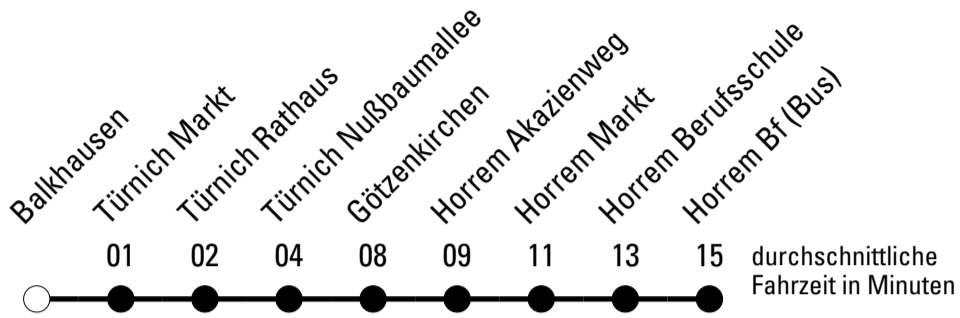 Balkhausen
Türnich Markt
Türnich Rathaus
Türnich Nußbaumallee
Götzenkirchen
Horrem Akazienweg
Horrem Markt
Horrem Berufsschule
Horrem Bf (Bus)
01 02 04 08 09 11 13 15
durchschnittliche
Fahrzeit in Minuten